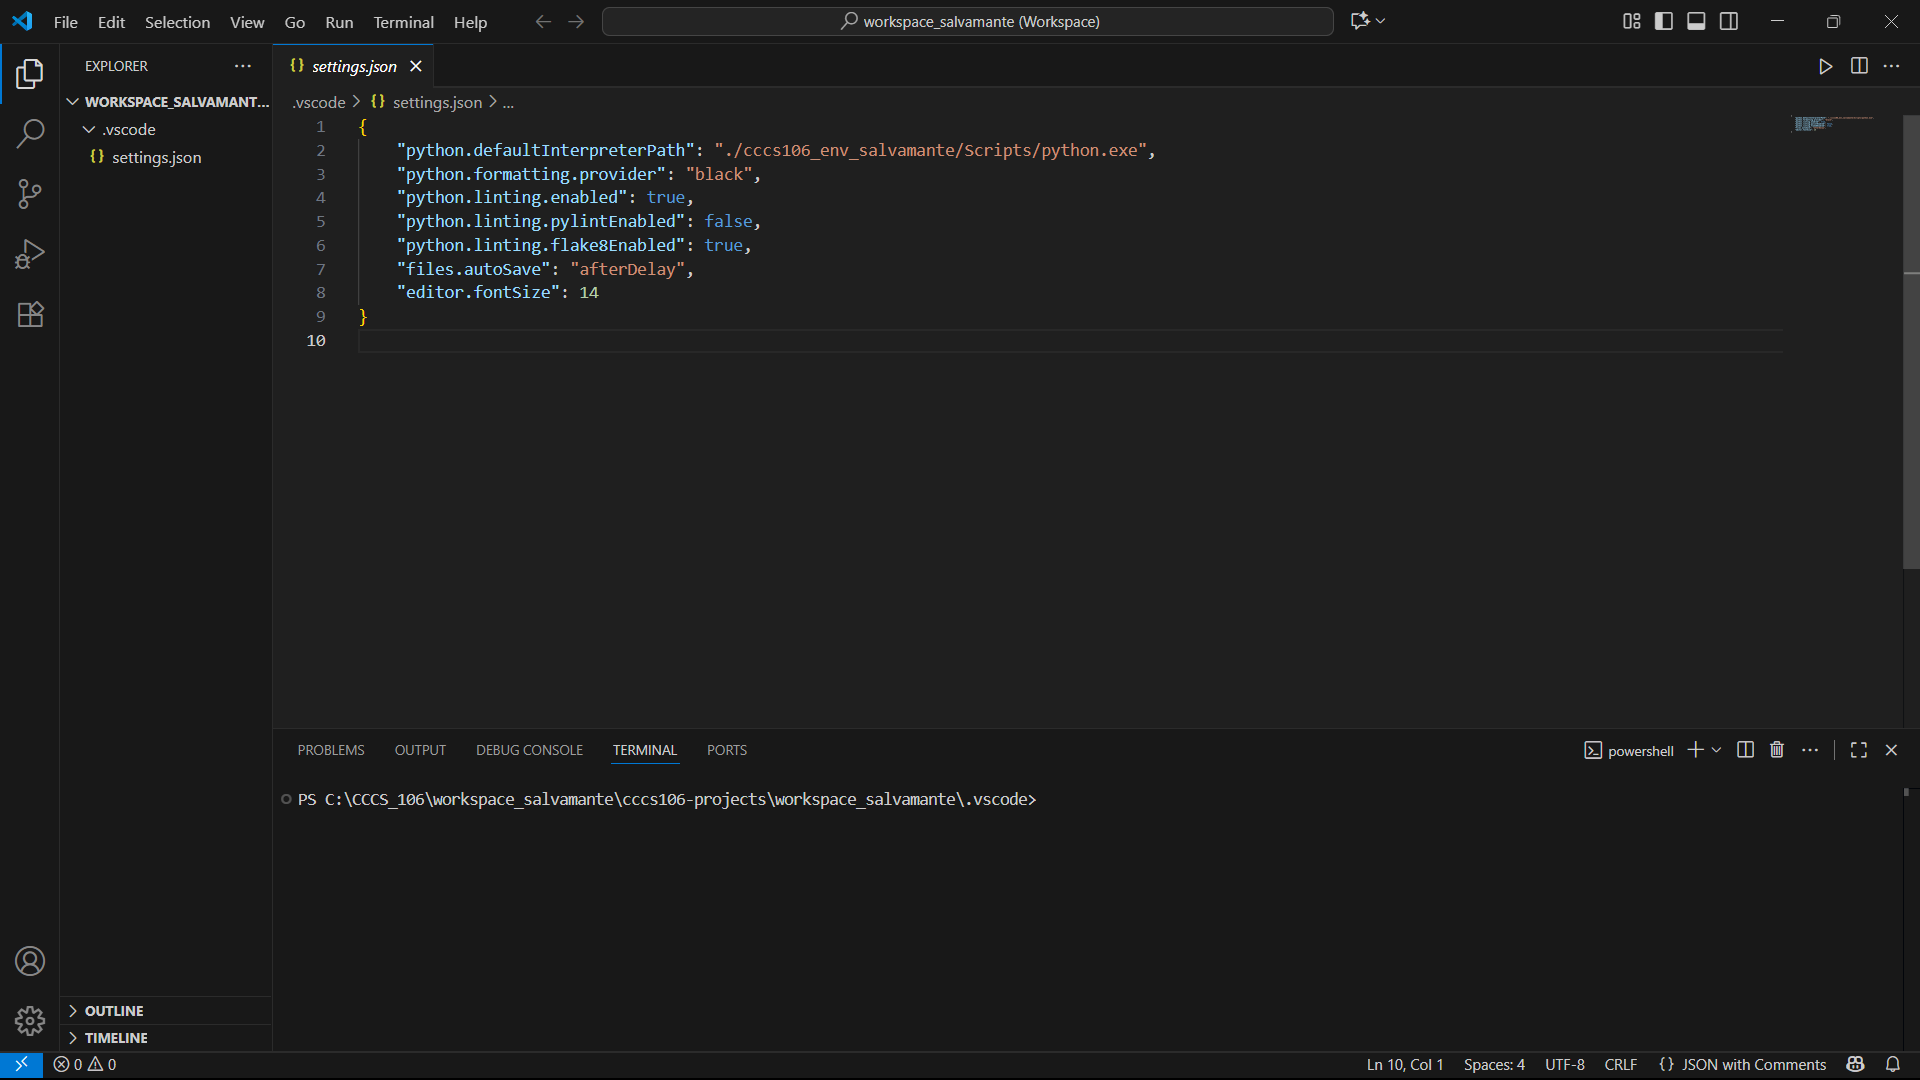 File Edit Selection View Go Run Terminal Help
workspace_salvamante (Workspace)
EXPLORER
settings.json
WORKSPACE_SALVAMANT...
.vscode
settings.json
.vscode > {} settings.json > ...
1 {
2 "python.defaultInterpreterPath": "./cccs106_env_salvamante/Scripts/python.exe",
3 "python.formatting.provider": "black",
4 "python.linting.enabled": true,
5 "python.linting.pylintEnabled": false,
6 "python.linting.flake8Enabled": true,
7 "files.autoSave": "afterDelay",
8 "editor.fontSize": 14
9 }
10
PROBLEMS OUTPUT DEBUG CONSOLE TERMINAL PORTS
powershell
PS C:\CCCS_106\workspace_salvamante\cccs106-projects\workspace_salvamante\.vscode>
OUTLINE
TIMELINE
0 0
Ln 10, Col 1 Spaces: 4 UTF-8 CRLF {} JSON with Comments